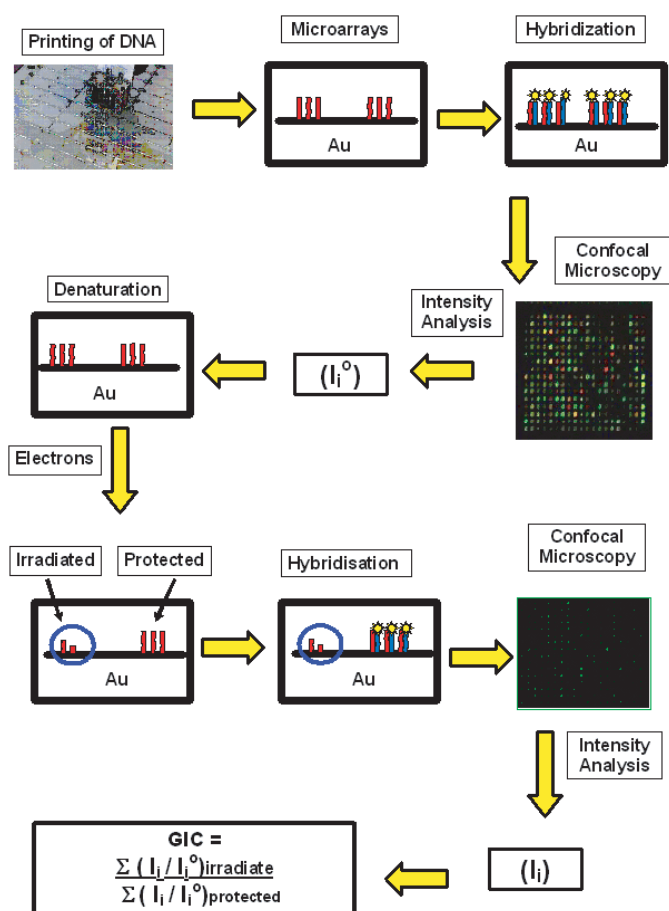 Printing of DNA
Microarrays
Hybridization
Au
Au
Confocal
Microscopy
Intensity
Analysis
(Iᵢ°)
Denaturation
Au
Electrons
Irradiated
Protected
Au
Hybridisation
Au
Confocal
Microscopy
Intensity
Analysis
(Iᵢ)
GIC =
Σ ( Iᵢ / Iᵢ°)irradiate
Σ ( Iᵢ / Iᵢ°)protected